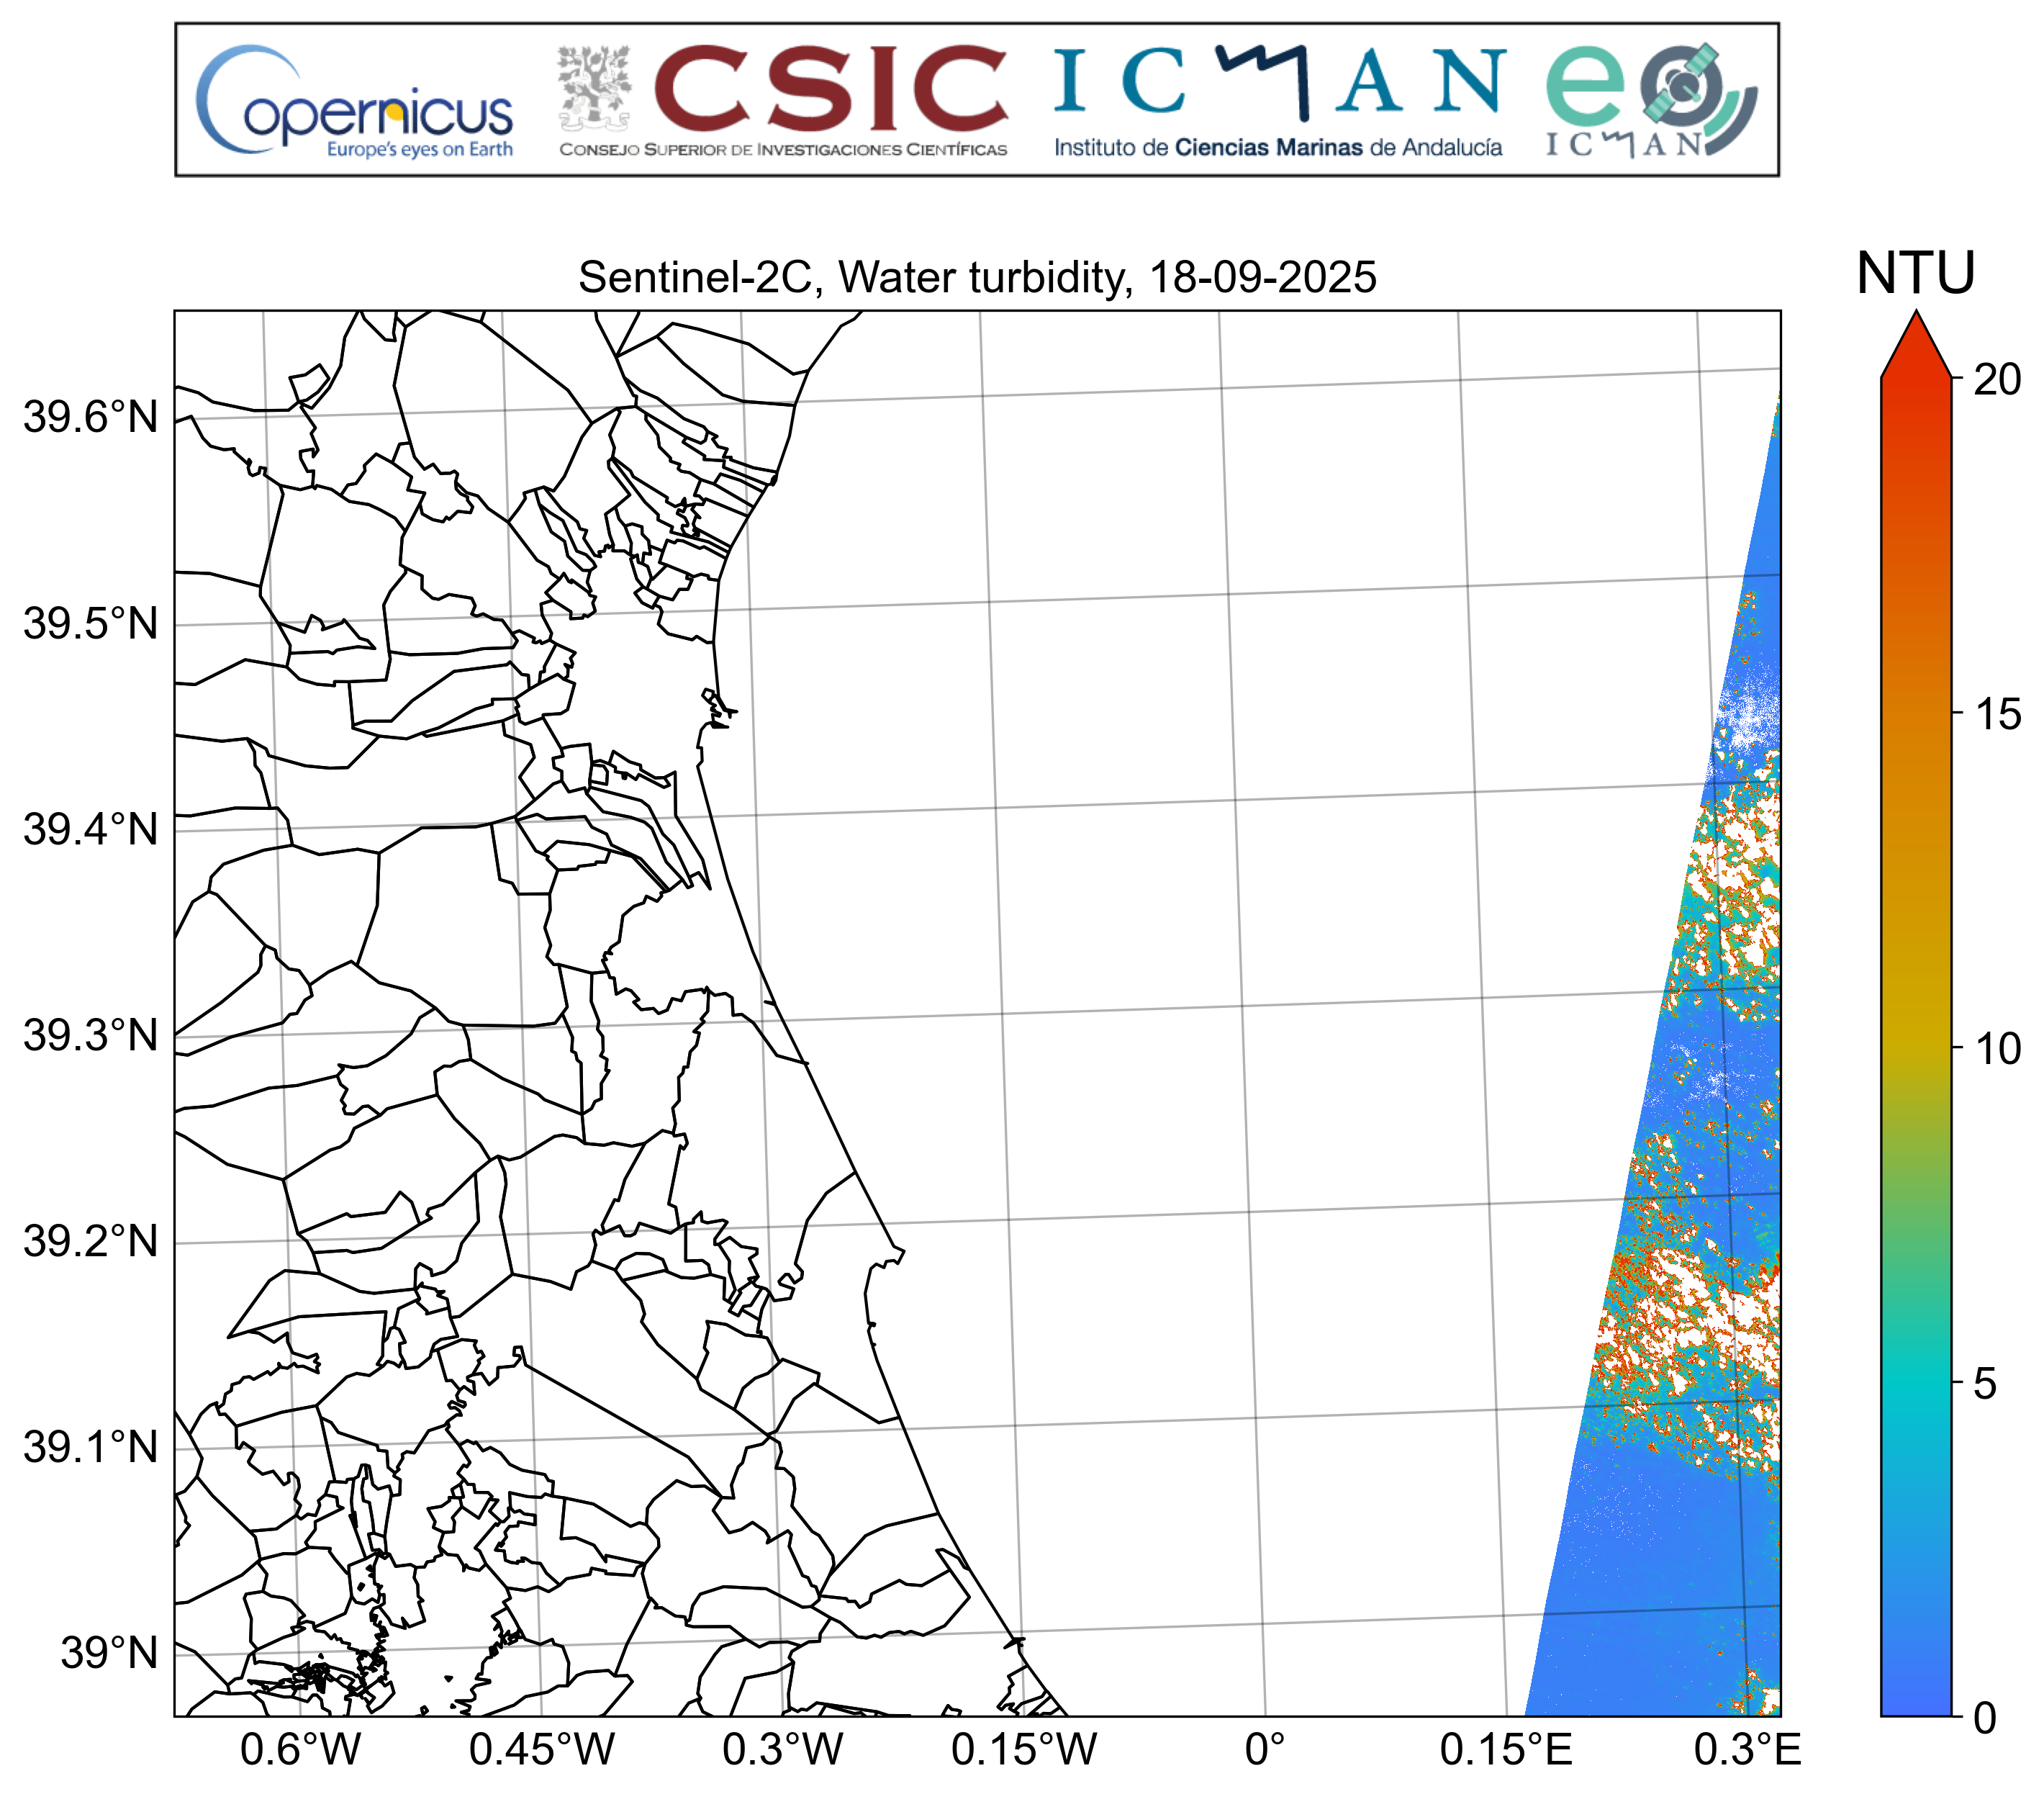 Copernicus
Europe's eyes on Earth
CSIC
CONSEJO SUPERIOR DE INVESTIGACIONES CIENTÍFICAS
ICMAN
Instituto de Ciencias Marinas de Andalucía
eo
ICMAN
Sentinel-2C, Water turbidity, 18-09-2025
NTU
20
15
10
5
0
39.6°N
39.5°N
39.4°N
39.3°N
39.2°N
39.1°N
39°N
0.6°W 0.45°W 0.3°W 0.15°W 0° 0.15°E 0.3°E